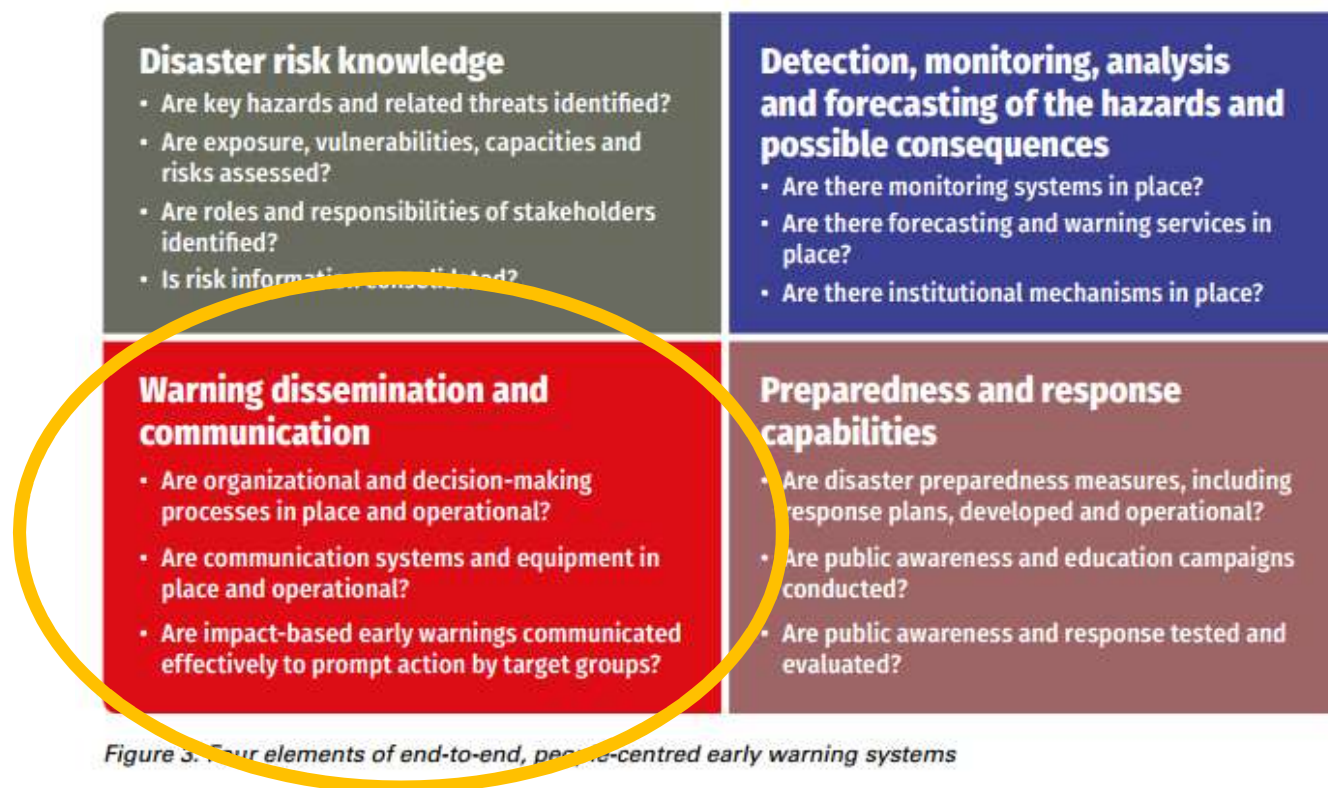 Disaster risk knowledge
• Are key hazards and related threats identified?
• Are exposure, vulnerabilities, capacities and
risks assessed?
• Are roles and responsibilities of stakeholders
identified?
• Is risk information consolidated?
Detection, monitoring, analysis
and forecasting of the hazards and
possible consequences
• Are there monitoring systems in place?
• Are there forecasting and warning services in
place?
• Are there institutional mechanisms in place?
Warning dissemination and
communication
• Are organizational and decision-making
processes in place and operational?
• Are communication systems and equipment in
place and operational?
• Are impact-based early warnings communicated
effectively to prompt action by target groups?
Preparedness and response
capabilities
• Are disaster preparedness measures, including
response plans, developed and operational?
• Are public awareness and education campaigns
conducted?
• Are public awareness and response tested and
evaluated?
Figure 3. Four elements of end-to-end, people-centred early warning systems